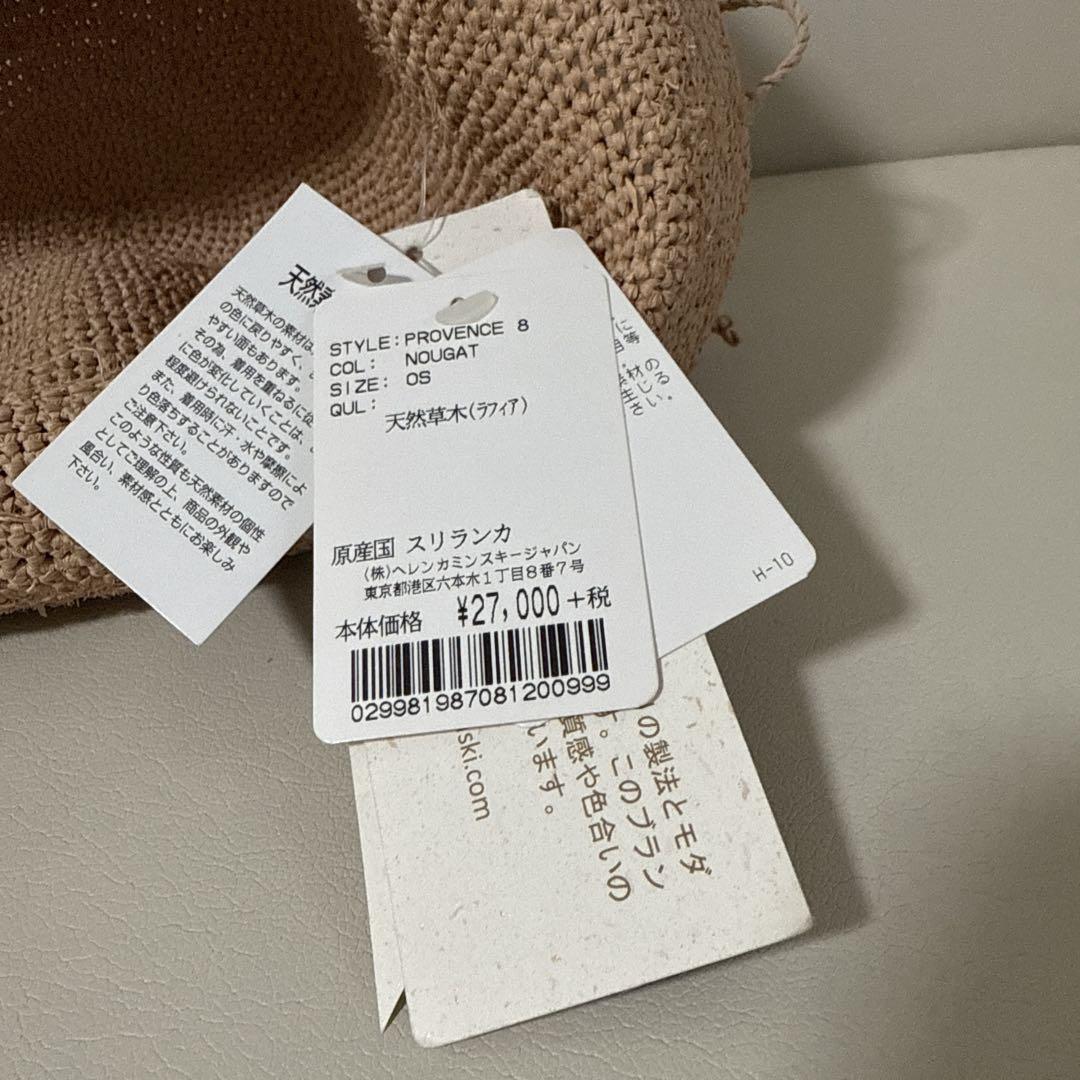 天然素
天然草木の素材は、
の色に戻りやすく、
やすい面もあります。
その為、着用を重ねるに従
に色が変化していくことは、
程度避けられないことです。
また、着用時に汗・水や摩擦によ
り色落ちすることがありますので
ご注意下さい。
このような性質も天然素材の個性
としてご理解の上、商品の外観や
風合い、素材感とともにお楽しみ
下さい。
STYLE:PROVENCE 8
COL: NOUGAT
SIZE: OS
QUL:
天然草木(ラフィア)
原産国 スリランカ
(株)ヘレンカミンスキージャパン
東京都港区六本木1丁目8番7号
本体価格 ¥27,000+税
029981987081200999
に
材の
じる
い。
生さ
H-10
ski.com
の製法とモダ
す。このブラン
質感や色合いの
います。